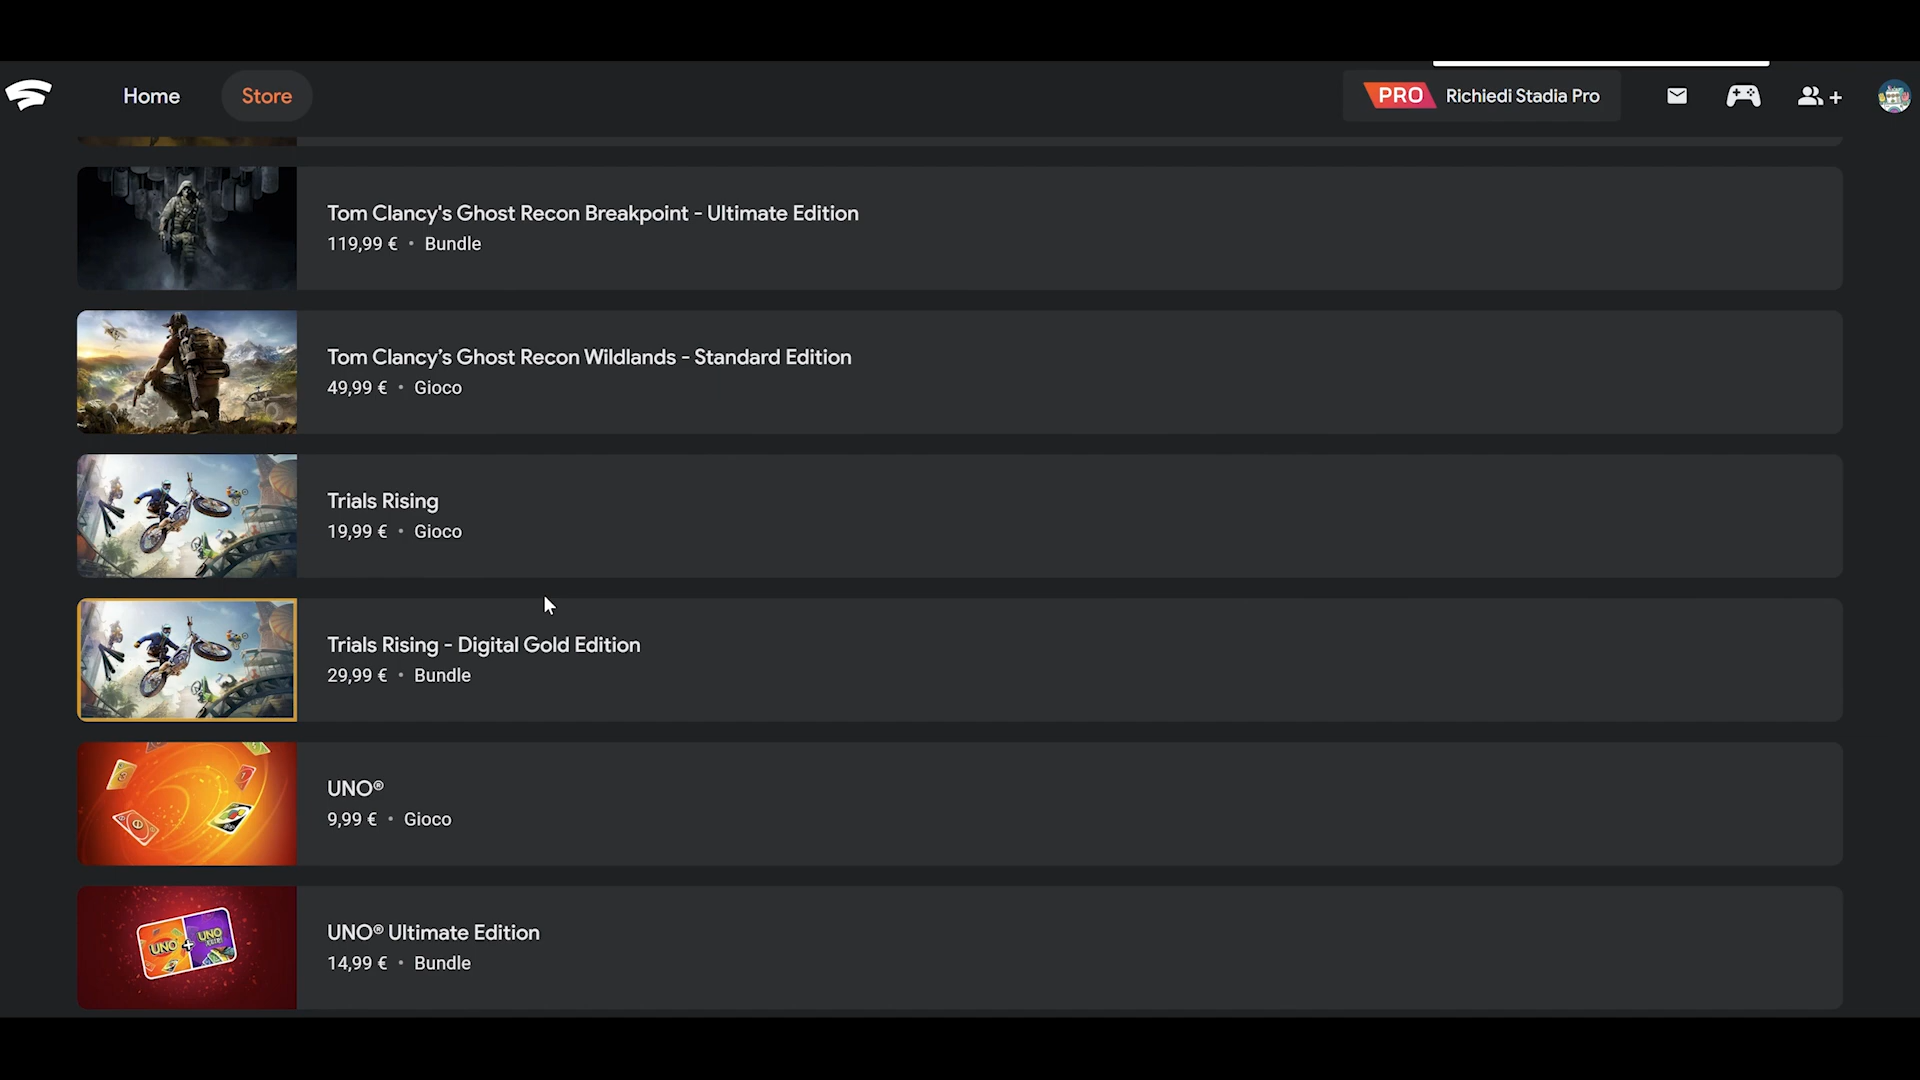 Home
Store
PRO
Richiedi Stadia Pro
Tom Clancy's Ghost Recon Breakpoint - Ultimate Edition
119,99 € • Bundle
Tom Clancy’s Ghost Recon Wildlands - Standard Edition
49,99 € • Gioco
Trials Rising
19,99 € • Gioco
Trials Rising - Digital Gold Edition
29,99 € • Bundle
UNO®
9,99 € • Gioco
UNO + UNO
UNO® Ultimate Edition
14,99 € • Bundle